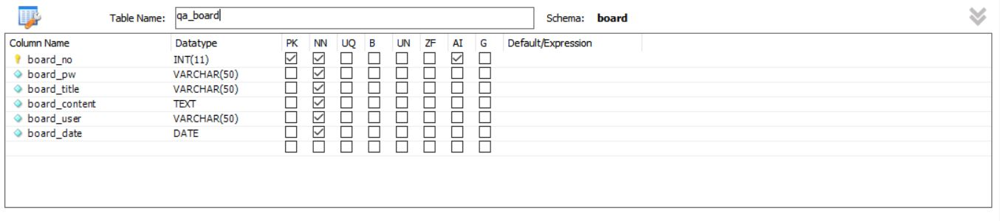 Table Name: qa_board Schema: board
Column Name Datatype PK NN UQ B UN ZF AI G Default/Expression
board_no INT(11)
board_pw VARCHAR(50)
board_title VARCHAR(50)
board_content TEXT
board_user VARCHAR(50)
board_date DATE